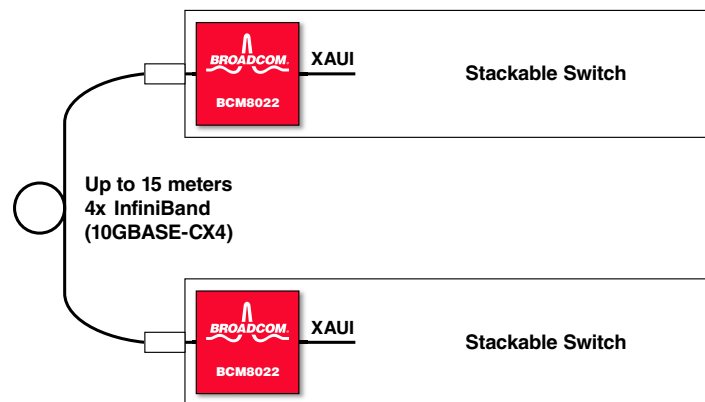 BROADCOM®
BCM8022
XAUI
Stackable Switch
Up to 15 meters
4x InfiniBand
(10GBASE-CX4)
BROADCOM®
BCM8022
XAUI
Stackable Switch